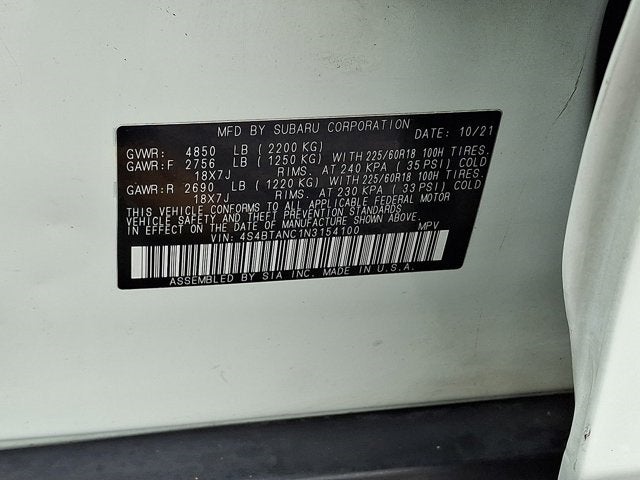 MFD BY SUBARU CORPORATION DATE: 10/21
GVWR: 4850 LB (2200 KG)
GAWR:F 2756 LB (1250 KG) WITH 225/60R18 100H TIRES.
18X7J RIMS. AT 240 KPA (35 PSI) COLD
GAWR:R 2690 LB (1220 KG) WITH 225/60R18 100H TIRES.
18X7J RIMS. AT 230 KPA (33 PSI) COLD
THIS VEHICLE CONFORMS TO ALL APPLICABLE FEDERAL MOTOR
VEHICLE SAFETY AND THEFT PREVENTION STANDARDS
IN EFFECT ON THE DATE OF MANUFACTURE SHOWN ABOVE.
VIN: 4S4BTANC1N3154100 MPV
ASSEMBLED BY SIA INC. MADE IN U.S.A.